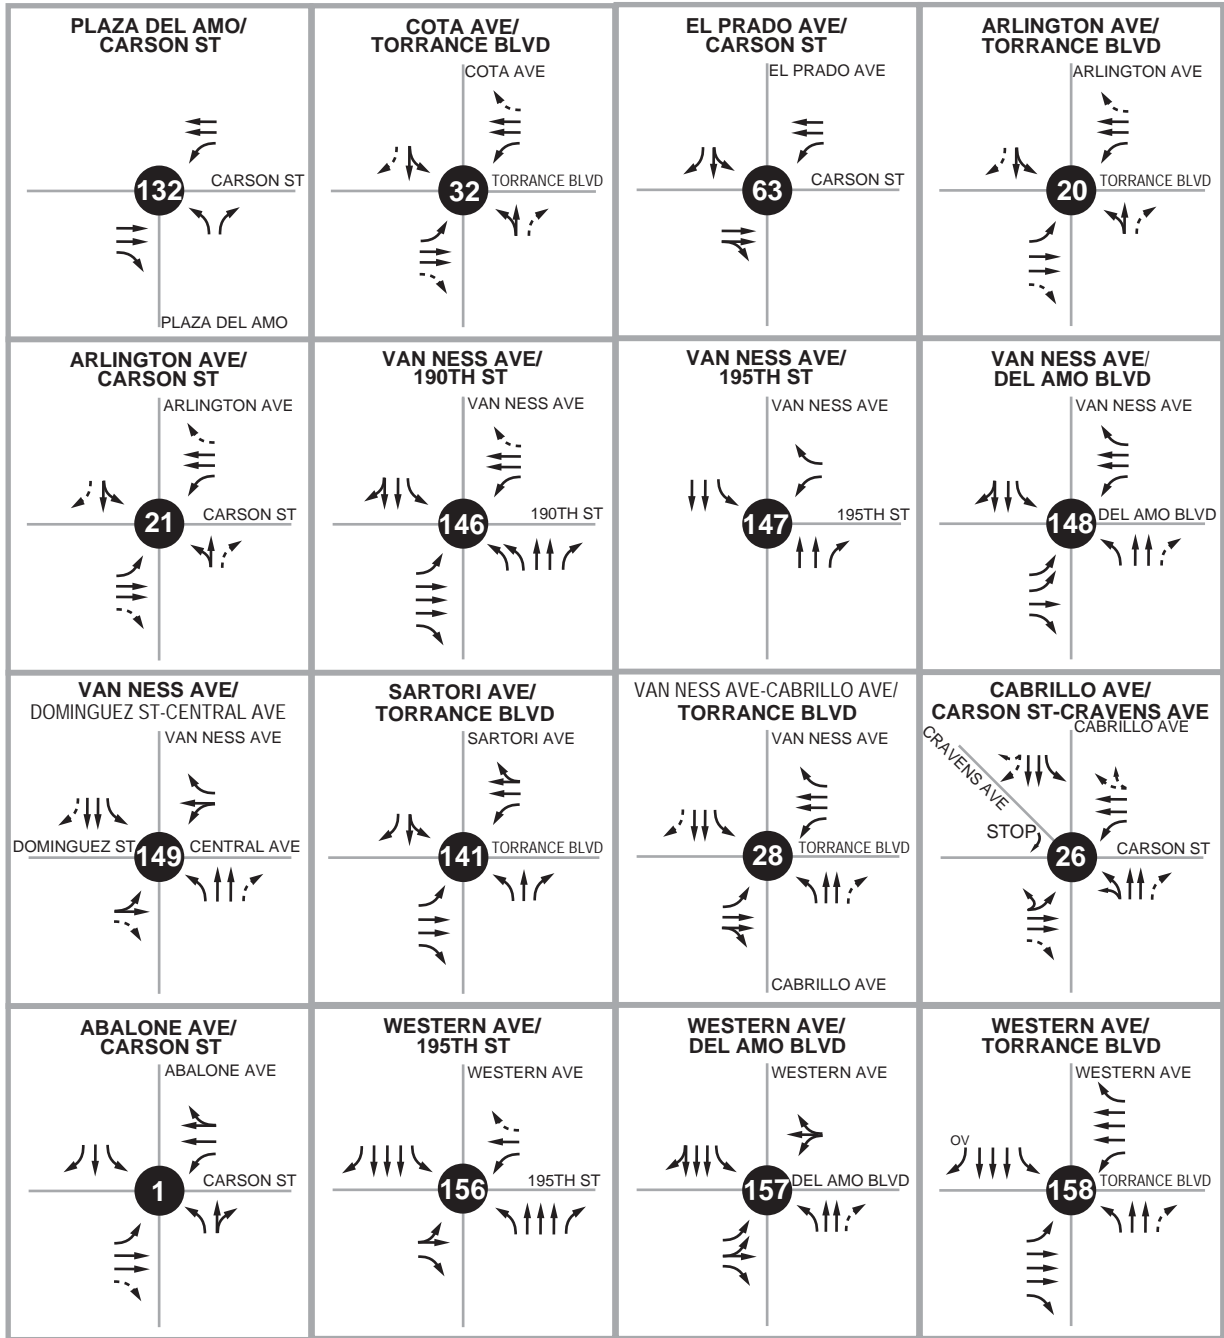 PLAZA DEL AMO/
CARSON ST
132
CARSON ST
PLAZA DEL AMO
COTA AVE/
TORRANCE BLVD
COTA AVE
32
TORRANCE BLVD
EL PRADO AVE/
CARSON ST
EL PRADO AVE
63
CARSON ST
ARLINGTON AVE/
TORRANCE BLVD
ARLINGTON AVE
20
TORRANCE BLVD
ARLINGTON AVE/
CARSON ST
ARLINGTON AVE
21
CARSON ST
VAN NESS AVE/
190TH ST
VAN NESS AVE
146
190TH ST
VAN NESS AVE/
195TH ST
VAN NESS AVE
147
195TH ST
VAN NESS AVE/
DEL AMO BLVD
VAN NESS AVE
148
DEL AMO BLVD
VAN NESS AVE/
DOMINGUEZ ST-CENTRAL AVE
VAN NESS AVE
DOMINGUEZ ST
149
CENTRAL AVE
SARTORI AVE/
TORRANCE BLVD
SARTORI AVE
141
TORRANCE BLVD
VAN NESS AVE-CABRILLO AVE/
TORRANCE BLVD
VAN NESS AVE
28
TORRANCE BLVD
CABRILLO AVE
CABRILLO AVE/
CARSON ST-CRAVENS AVE
CABRILLO AVE
CRAVENS AVE
STOP
26
CARSON ST
ABALONE AVE/
CARSON ST
ABALONE AVE
1
CARSON ST
WESTERN AVE/
195TH ST
WESTERN AVE
156
195TH ST
WESTERN AVE/
DEL AMO BLVD
WESTERN AVE
157
DEL AMO BLVD
WESTERN AVE/
TORRANCE BLVD
WESTERN AVE
OV
158
TORRANCE BLVD